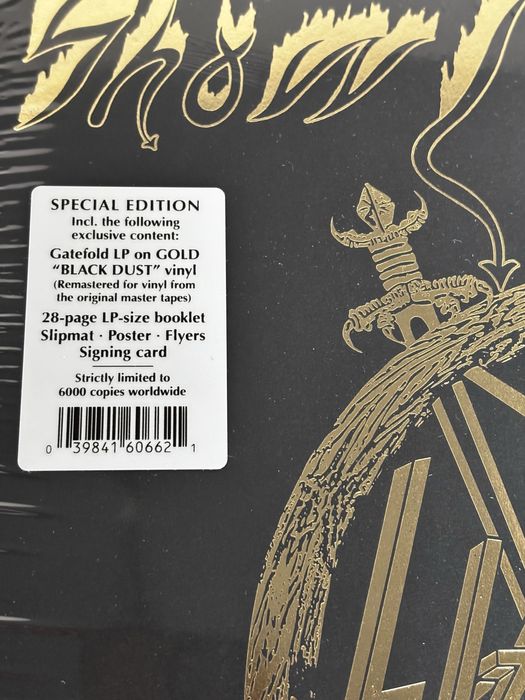 Show
SPECIAL EDITION
Incl. the following
exclusive content:
Gatefold LP on GOLD
“BLACK DUST” vinyl
(Remastered for vinyl from
the original master tapes)
28-page LP-size booklet
Slipmat · Poster · Flyers
Signing card
Strictly limited to
6000 copies worldwide
0 39841 60662 1